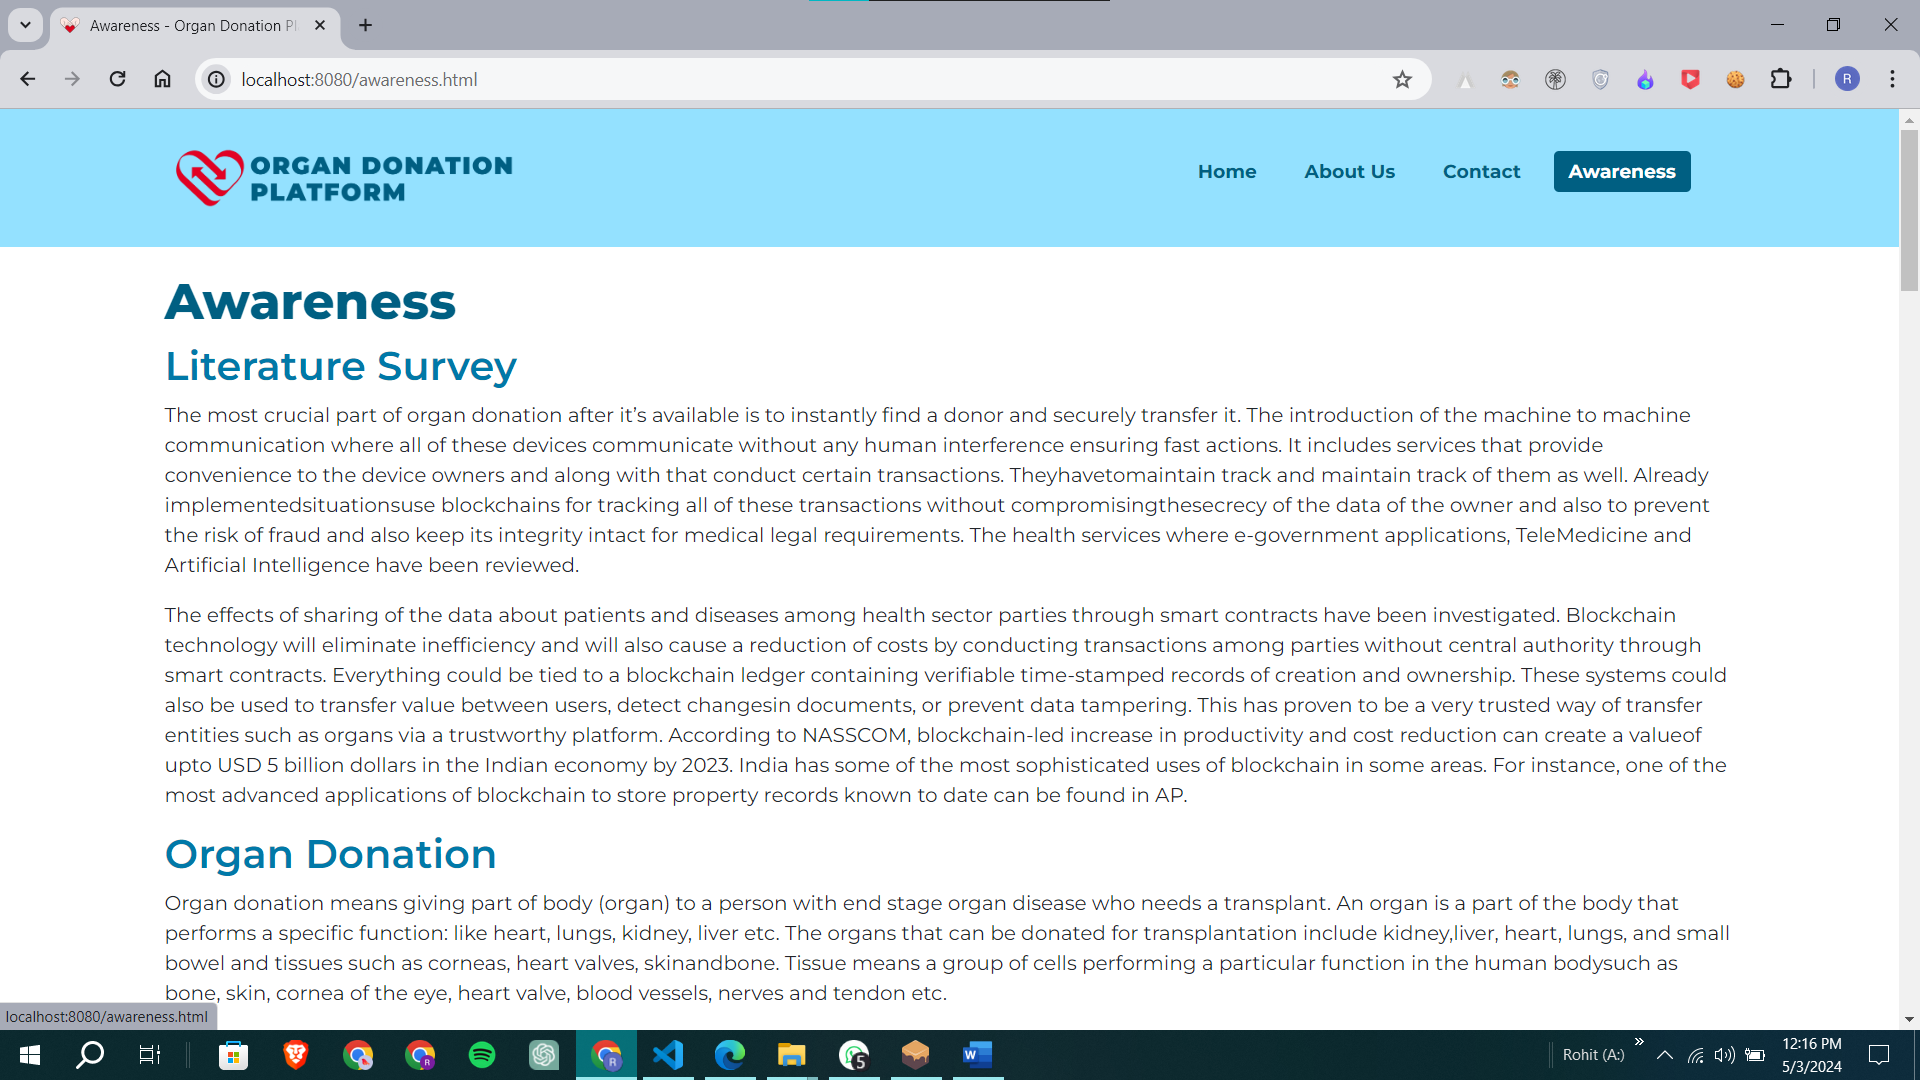 Awareness - Organ Donation Pl
localhost:8080/awareness.html
R
ORGAN DONATION
PLATFORM
Home
About Us
Contact
Awareness
Awareness
Literature Survey
The most crucial part of organ donation after it’s available is to instantly find a donor and securely transfer it. The introduction of the machine to machine
communication where all of these devices communicate without any human interference ensuring fast actions. It includes services that provide
convenience to the device owners and along with that conduct certain transactions. Theyhavetomaintain track and maintain track of them as well. Already
implementedsituationsuse blockchains for tracking all of these transactions without compromisingthesecrecy of the data of the owner and also to prevent
the risk of fraud and also keep its integrity intact for medical legal requirements. The health services where e-government applications, TeleMedicine and
Artificial Intelligence have been reviewed.
The effects of sharing of the data about patients and diseases among health sector parties through smart contracts have been investigated. Blockchain
technology will eliminate inefficiency and will also cause a reduction of costs by conducting transactions among parties without central authority through
smart contracts. Everything could be tied to a blockchain ledger containing verifiable time-stamped records of creation and ownership. These systems could
also be used to transfer value between users, detect changesin documents, or prevent data tampering. This has proven to be a very trusted way of transfer
entities such as organs via a trustworthy platform. According to NASSCOM, blockchain-led increase in productivity and cost reduction can create a valueof
upto USD 5 billion dollars in the Indian economy by 2023. India has some of the most sophisticated uses of blockchain in some areas. For instance, one of the
most advanced applications of blockchain to store property records known to date can be found in AP.
Organ Donation
Organ donation means giving part of body (organ) to a person with end stage organ disease who needs a transplant. An organ is a part of the body that
performs a specific function: like heart, lungs, kidney, liver etc. The organs that can be donated for transplantation include kidney,liver, heart, lungs, and small
bowel and tissues such as corneas, heart valves, skinandbone. Tissue means a group of cells performing a particular function in the human bodysuch as
bone, skin, cornea of the eye, heart valve, blood vessels, nerves and tendon etc.
localhost:8080/awareness.html
R
R
5
W
Rohit (A:)
12:16 PM
5/3/2024